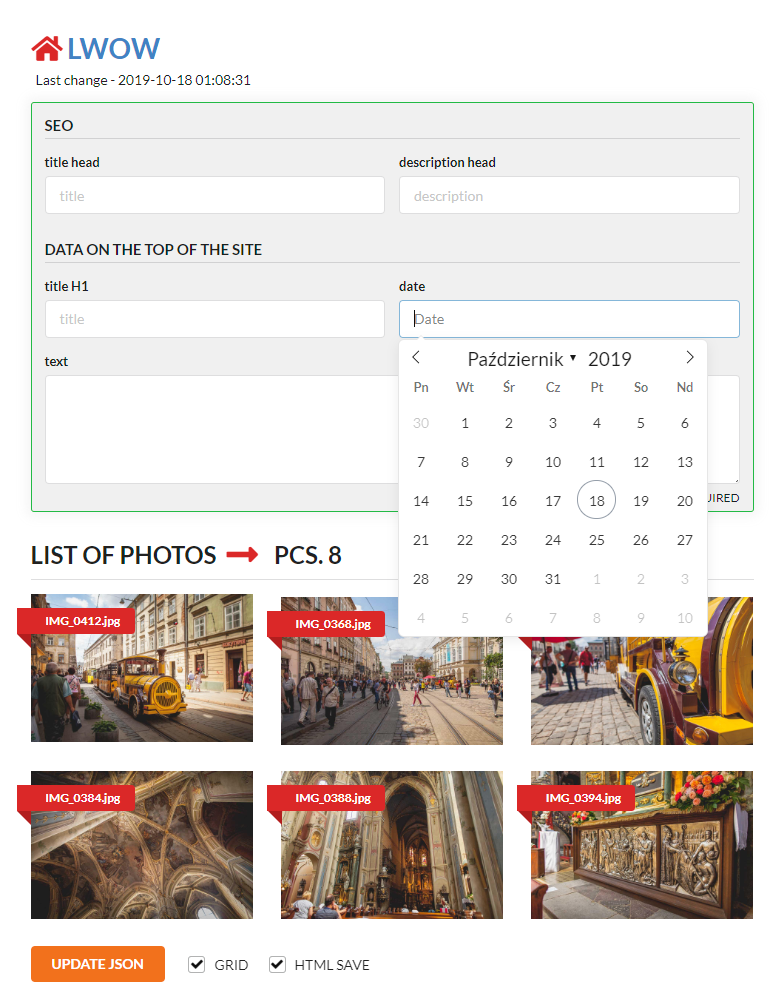 LWOW
Last change - 2019-10-18 01:08:31
SEO
title head
description head
title
description
DATA ON THE TOP OF THE SITE
title H1
date
title
Date
text
Październik 2019
Pn Wt Śr Cz Pt So Nd
30 1 2 3 4 5 6
7 8 9 10 11 12 13
14 15 16 17 18 19 20
21 22 23 24 25 26 27
28 29 30 31 1 2 3
4 5 6 7 8 9 10
LIST OF PHOTOS PCS. 8
IMG_0412.jpg
IMG_0368.jpg
IMG_0384.jpg
IMG_0388.jpg
IMG_0394.jpg
UPDATE JSON
GRID
HTML SAVE